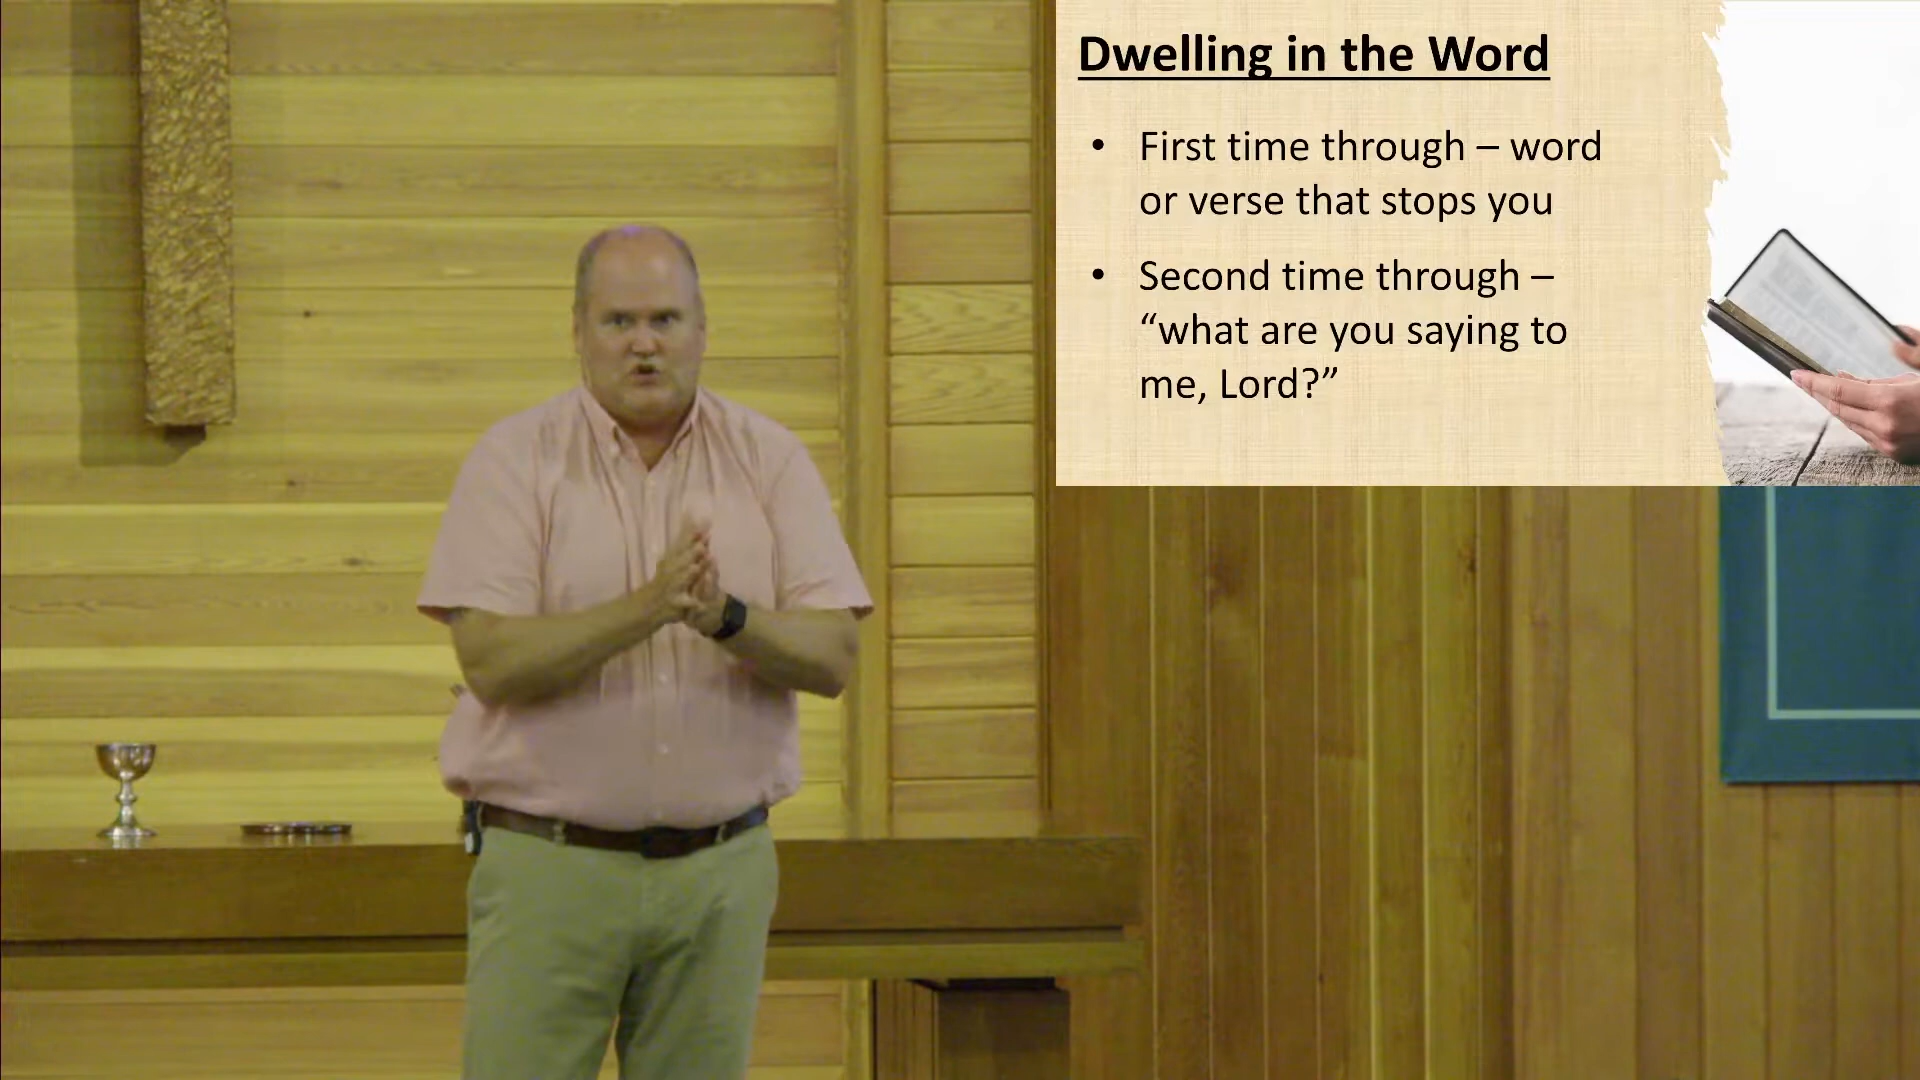 Dwelling in the Word
• First time through – word
or verse that stops you
• Second time through –
“what are you saying to
me, Lord?”